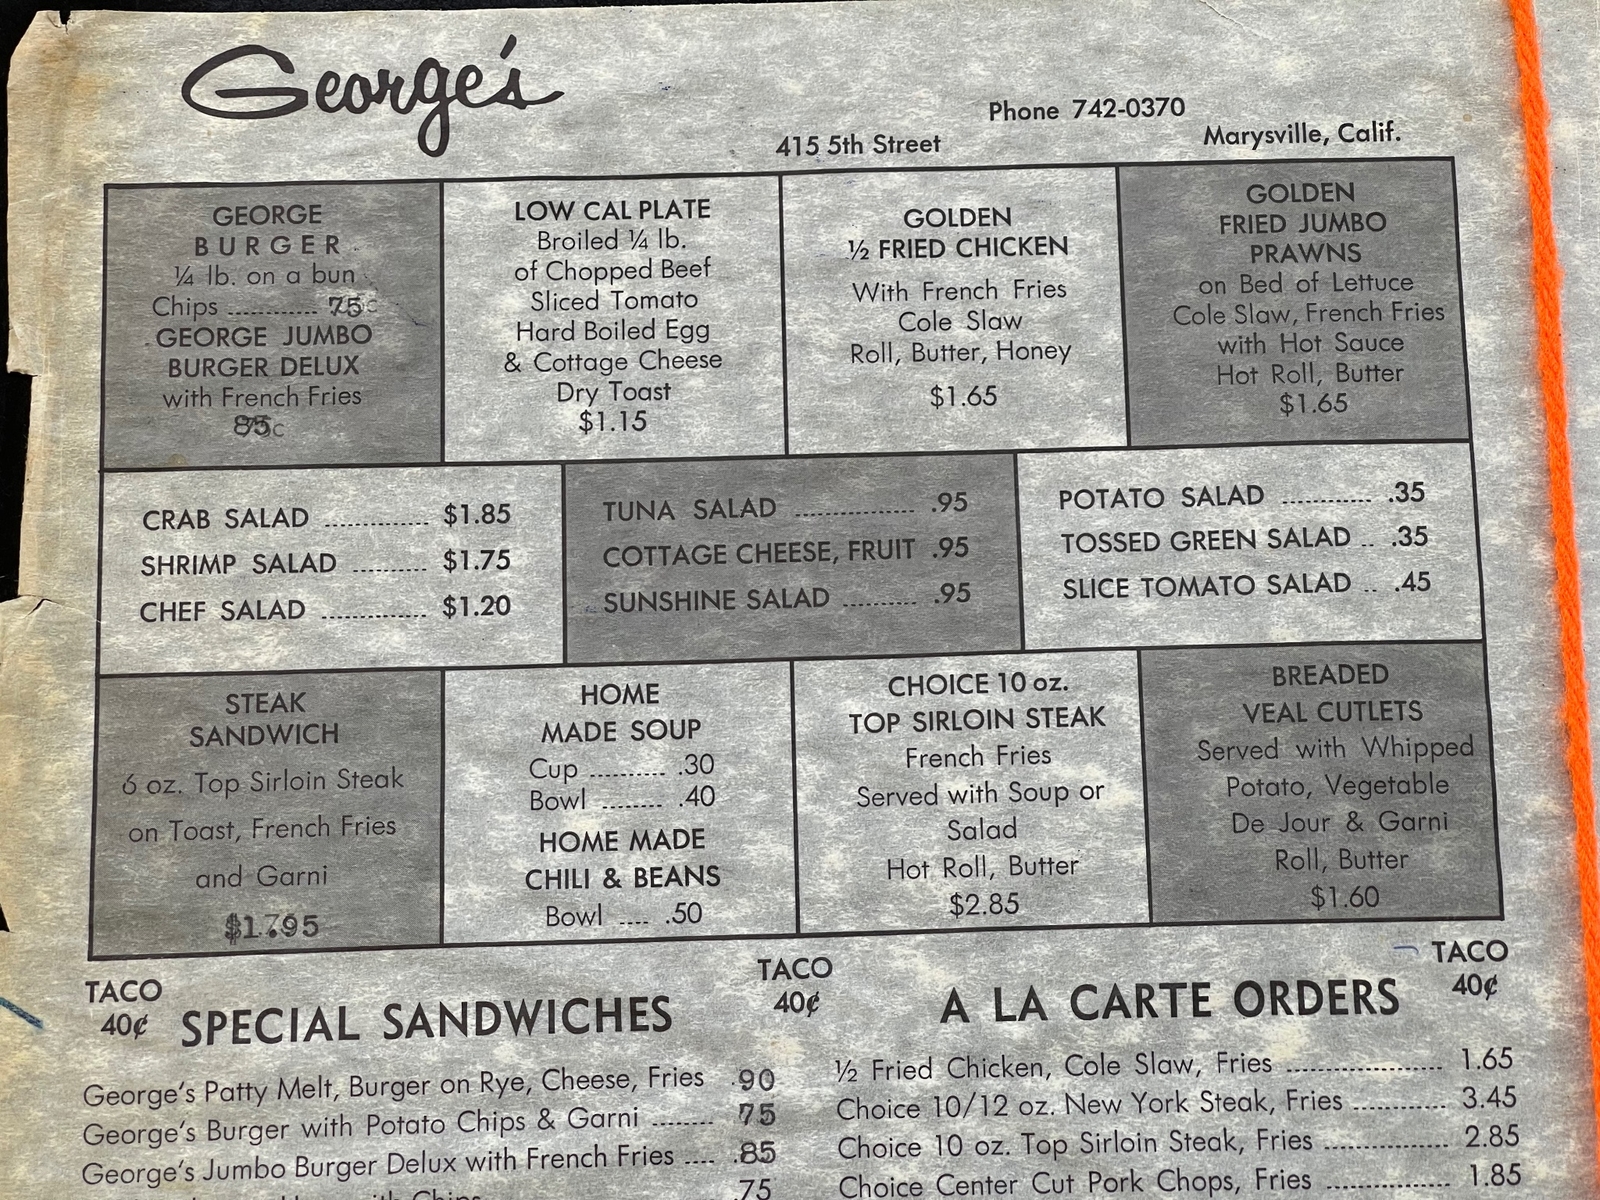 George's
Phone 742-0370
415 5th Street
Marysville, Calif.
GEORGE
BURGER
¼ lb. on a bun
Chips ............ 75c
GEORGE JUMBO
BURGER DELUX
with French Fries
85c
LOW CAL PLATE
Broiled ¼ lb.
of Chopped Beef
Sliced Tomato
Hard Boiled Egg
& Cottage Cheese
Dry Toast
$1.15
GOLDEN
½ FRIED CHICKEN
With French Fries
Cole Slaw
Roll, Butter, Honey
$1.65
GOLDEN
FRIED JUMBO
PRAWNS
on Bed of Lettuce
Cole Slaw, French Fries
with Hot Sauce
Hot Roll, Butter
$1.65
CRAB SALAD ............. $1.85
SHRIMP SALAD ......... $1.75
CHEF SALAD ............. $1.20
TUNA SALAD ............... .95
COTTAGE CHEESE, FRUIT .95
SUNSHINE SALAD ......... .95
POTATO SALAD ........... .35
TOSSED GREEN SALAD .. .35
SLICE TOMATO SALAD .. .45
STEAK
SANDWICH
6 oz. Top Sirloin Steak
on Toast, French Fries
and Garni
HOME
MADE SOUP
Cup .......... .30
Bowl ........ .40
HOME MADE
CHILI & BEANS
Bowl .... .50
CHOICE 10 oz.
TOP SIRLOIN STEAK
French Fries
Served with Soup or
Salad
Hot Roll, Butter
$2.85
BREADED
VEAL CUTLETS
Served with Whipped
Potato, Vegetable
De Jour & Garni
Roll, Butter
$1.60
TACO
40¢
SPECIAL SANDWICHES
TACO
40¢
A LA CARTE ORDERS
TACO
40¢
George's Patty Melt, Burger on Rye, Cheese, Fries .90
George's Burger with Potato Chips & Garni ........ 75
George's Jumbo Burger Delux with French Fries .... .85
with Chips .75
½ Fried Chicken, Cole Slaw, Fries .................... 1.65
Choice 10/12 oz. New York Steak, Fries ............ 3.45
Choice 10 oz. Top Sirloin Steak, Fries ................ 2.85
Choice Center Cut Pork Chops, Fries ................ 1.85